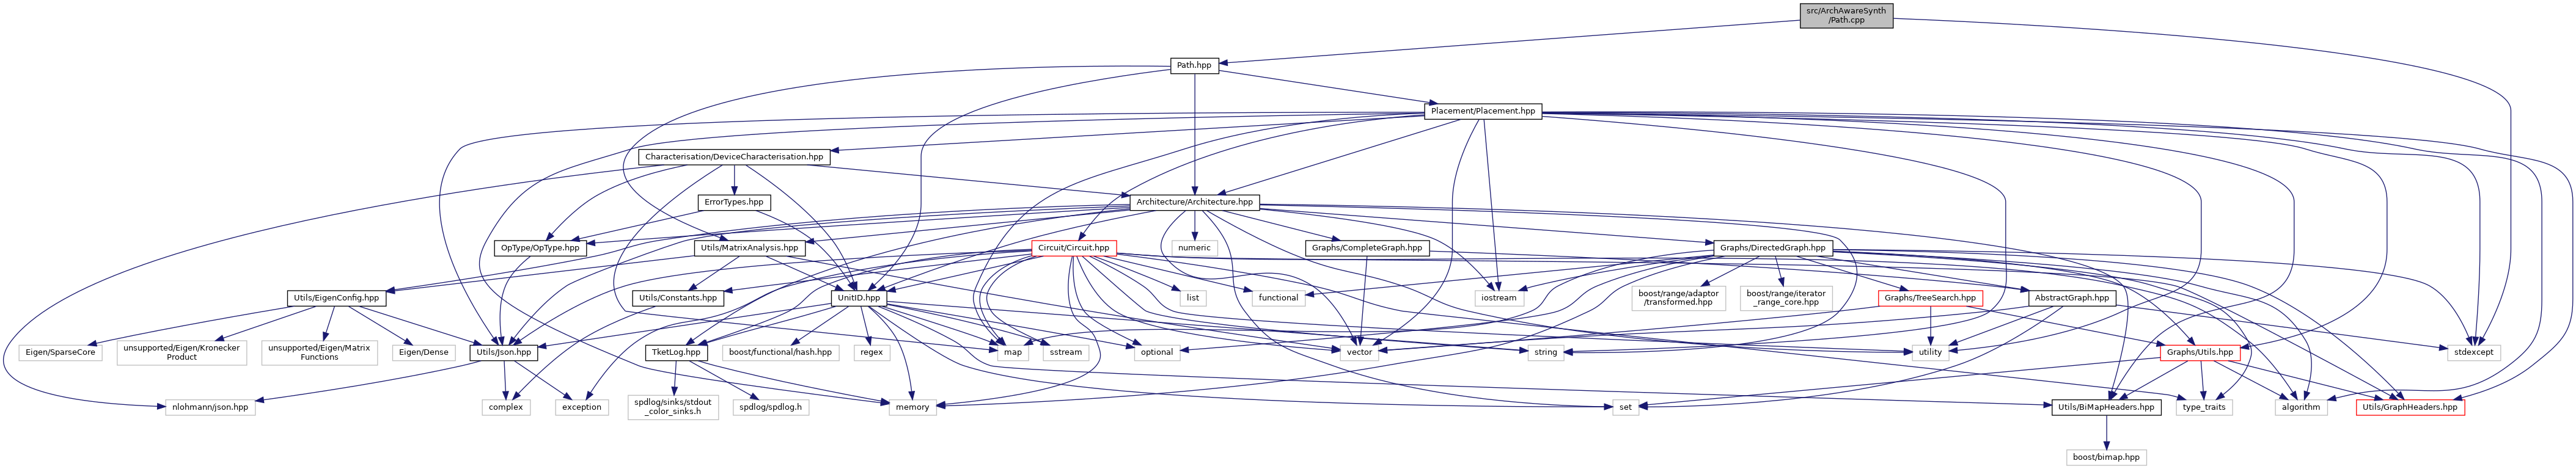 src/ArchAwareSynth
/Path.cpp
Path.hpp
Placement/Placement.hpp
Characterisation/DeviceCharacterisation.hpp
ErrorTypes.hpp
Architecture/Architecture.hpp
OpType/OpType.hpp
Utils/MatrixAnalysis.hpp
Circuit/Circuit.hpp
numeric
Graphs/CompleteGraph.hpp
Graphs/DirectedGraph.hpp
Utils/EigenConfig.hpp
Utils/Constants.hpp
UnitID.hpp
list
functional
iostream
boost/range/adaptor
/transformed.hpp
boost/range/iterator
_range_core.hpp
Graphs/TreeSearch.hpp
AbstractGraph.hpp
Eigen/SparseCore
unsupported/Eigen/Kronecker
Product
unsupported/Eigen/Matrix
Functions
Eigen/Dense
Utils/Json.hpp
TketLog.hpp
boost/functional/hash.hpp
regex
map
sstream
optional
vector
string
utility
Graphs/Utils.hpp
stdexcept
nlohmann/json.hpp
complex
exception
spdlog/sinks/stdout
_color_sinks.h
spdlog/spdlog.h
memory
set
Utils/BiMapHeaders.hpp
type_traits
algorithm
Utils/GraphHeaders.hpp
boost/bimap.hpp